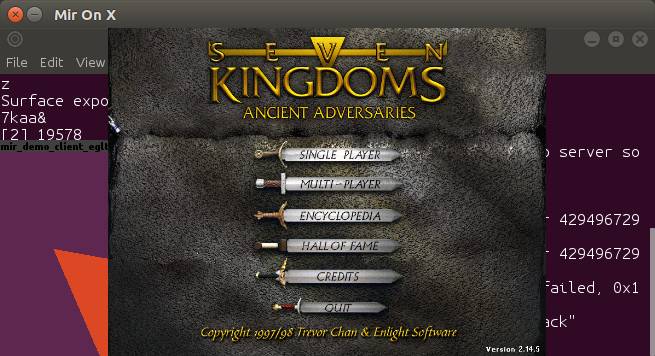 Mir On X
File Edit View
z
Surface expo
7kaa&
[2] 19578
mir_demo_client_eglt
server so
429496729
429496729
failed, 0x1
ack"
SEVEN
KINGDOMS
ANCIENT ADVERSARIES
SINGLE PLAYER
MULTI-PLAYER
ENCYCLOPEDIA
HALL OF FAME
CREDITS
QUIT
Copyright 1997/98 Trevor Chan & Enlight Software
Version 2.14.5